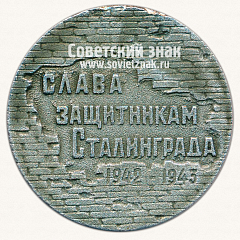 Советский знак
www.sovietznak.ru
СЛАВА
ЗАЩИТНИКАМ
СТАЛИНГРАДА
1942-1943